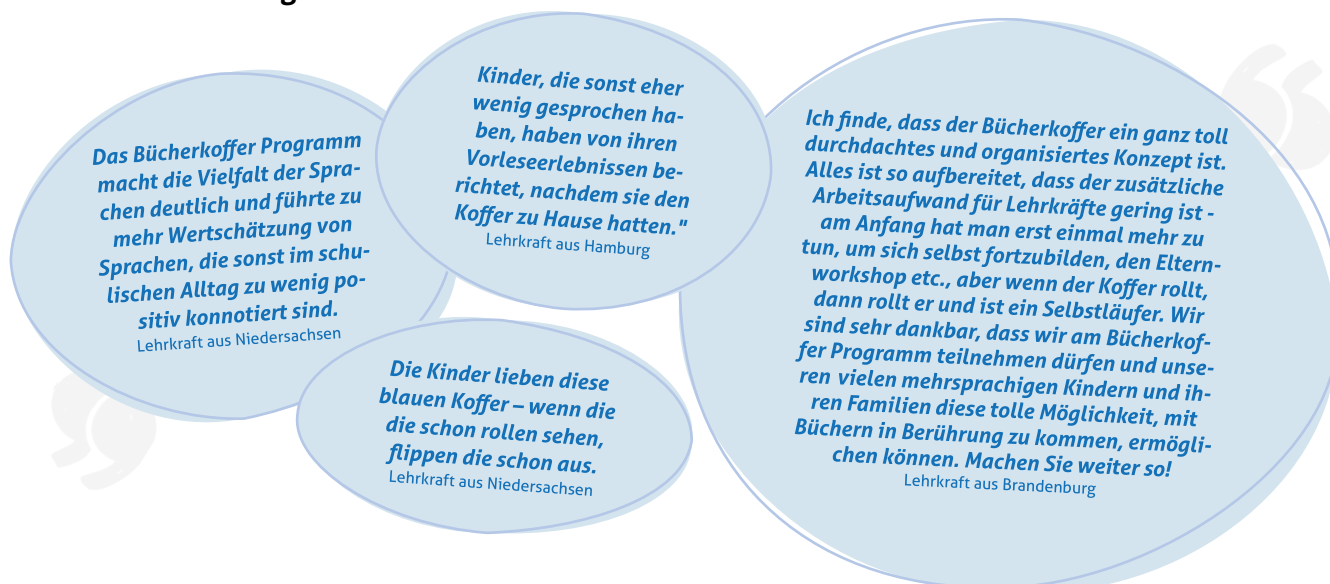 Das Bücherkoffer Programm
macht die Vielfalt der Spra-
chen deutlich und führte zu
mehr Wertschätzung von
Sprachen, die sonst im schu-
lischen Alltag zu wenig po-
sitiv konnotiert sind.
Lehrkraft aus Niedersachsen
Kinder, die sonst eher
wenig gesprochen ha-
ben, haben von ihren
Vorleseerlebnissen be-
richtet, nachdem sie den
Koffer zu Hause hatten."
Lehrkraft aus Hamburg
Die Kinder lieben diese
blauen Koffer – wenn die
die schon rollen sehen,
flippen die schon aus.
Lehrkraft aus Niedersachsen
Ich finde, dass der Bücherkoffer ein ganz toll
durchdachtes und organisiertes Konzept ist.
Alles ist so aufbereitet, dass der zusätzliche
Arbeitsaufwand für Lehrkräfte gering ist -
am Anfang hat man erst einmal mehr zu
tun, um sich selbst fortzubilden, den Eltern-
workshop etc., aber wenn der Koffer rollt,
dann rollt er und ist ein Selbstläufer. Wir
sind sehr dankbar, dass wir am Bücherkof-
fer Programm teilnehmen dürfen und unse-
ren vielen mehrsprachigen Kindern und ih-
ren Familien diese tolle Möglichkeit, mit
Büchern in Berührung zu kommen, ermögli-
chen können. Machen Sie weiter so!
Lehrkraft aus Brandenburg